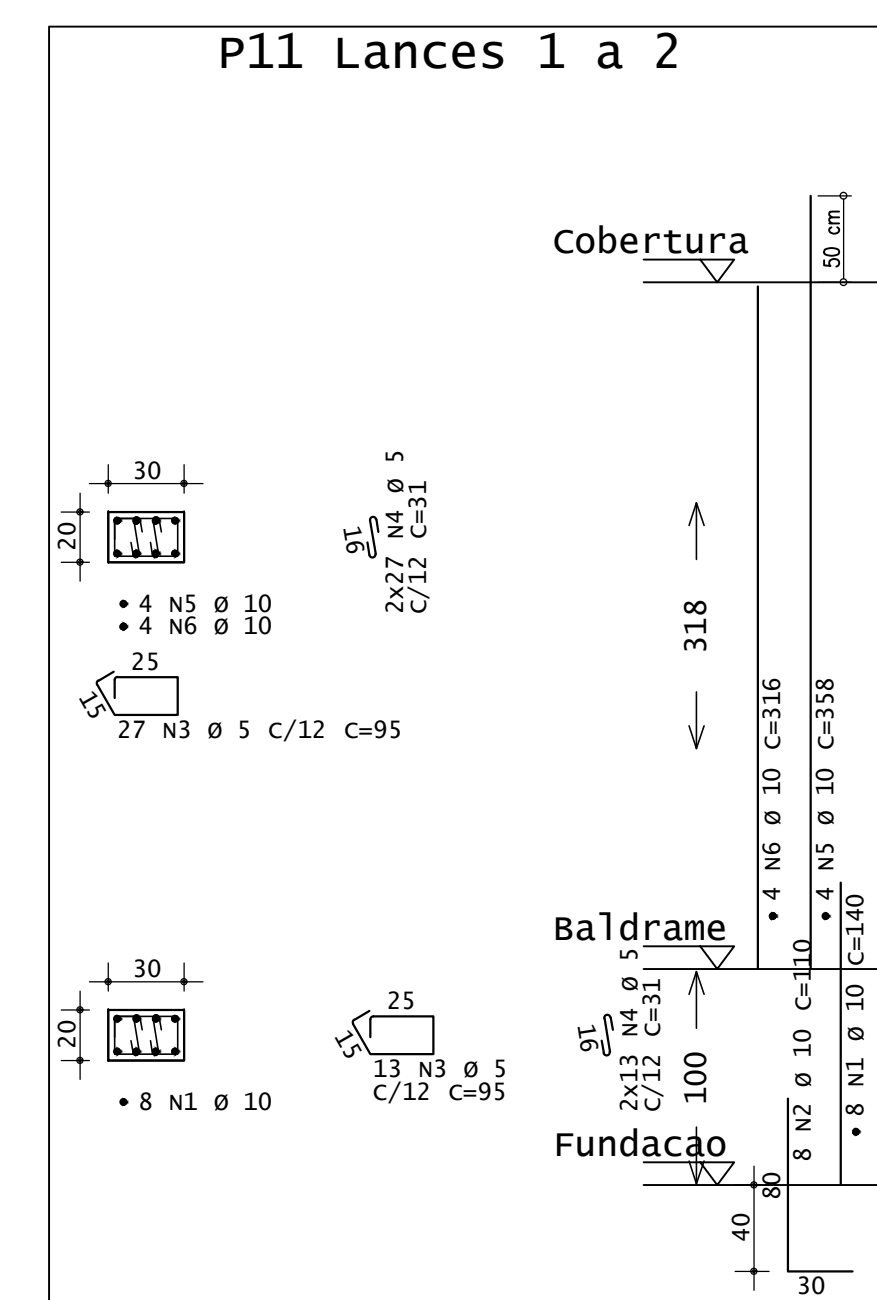 P11 Lances 1 a 2
50 cm
Cobertura
30
20
4 N5 Ø 10
4 N6 Ø 10
16
2x27 N4 Ø 5
C/12 C=31
318
25
15
27 N3 Ø 5 C/12 C=95
4 N6 Ø 10 C=316
4 N5 Ø 10 C=358
Baldrame
30
20
8 N1 Ø 10
25
15
13 N3 Ø 5
C/12 C=95
16
2x13 N4 Ø 5
C/12 C=31
100
8 N2 Ø 10 C=110
8 N1 Ø 10 C=140
Fundacao
80
40
30